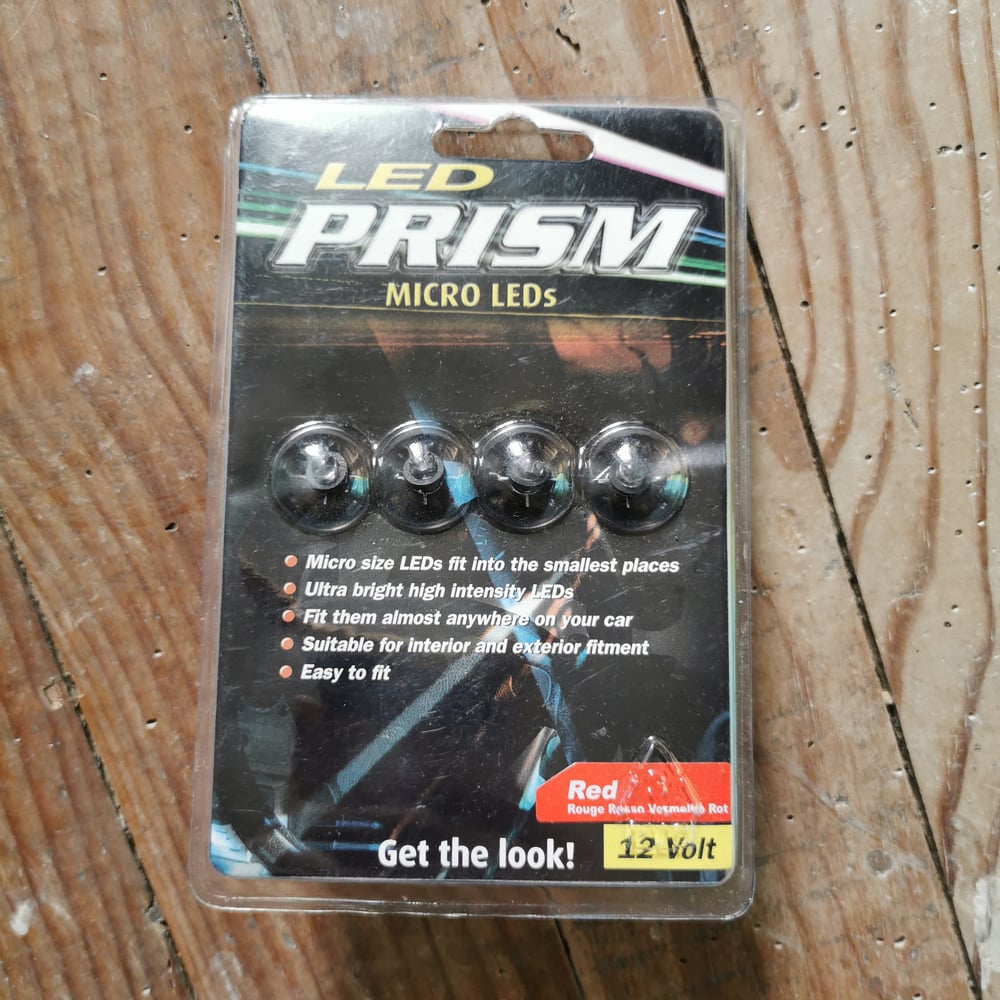 LED
PRISM
MICRO LEDs
Micro size LEDs fit into the smallest places
Ultra bright high intensity LEDs
Fit them almost anywhere on your car
Suitable for interior and exterior fitment
Easy to fit
Red
Rouge Rosso Vermelho Rot
12 Volt
Get the look!